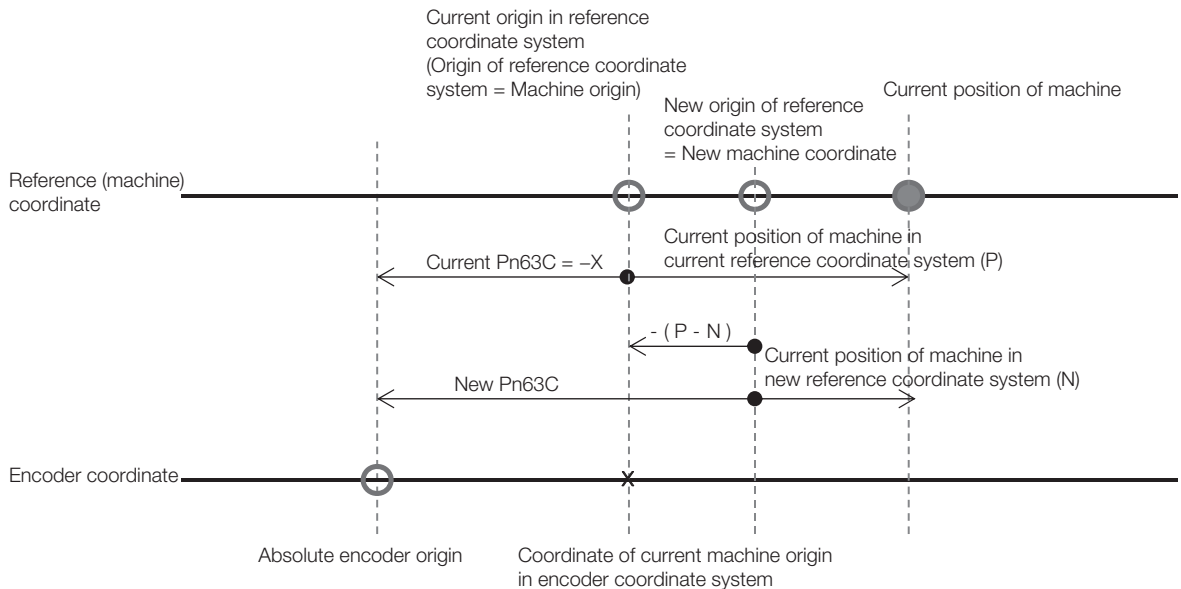 Current origin in reference
coordinate system
(Origin of reference coordinate
system = Machine origin)
Current position of machine
New origin of reference
coordinate system
= New machine coordinate
Reference (machine)
coordinate
Current position of machine in
current reference coordinate system (P)
Current Pn63C = –X
- ( P - N )
Current position of machine in
new reference coordinate system (N)
New Pn63C
Encoder coordinate
x
Absolute encoder origin
Coordinate of current machine origin
in encoder coordinate system